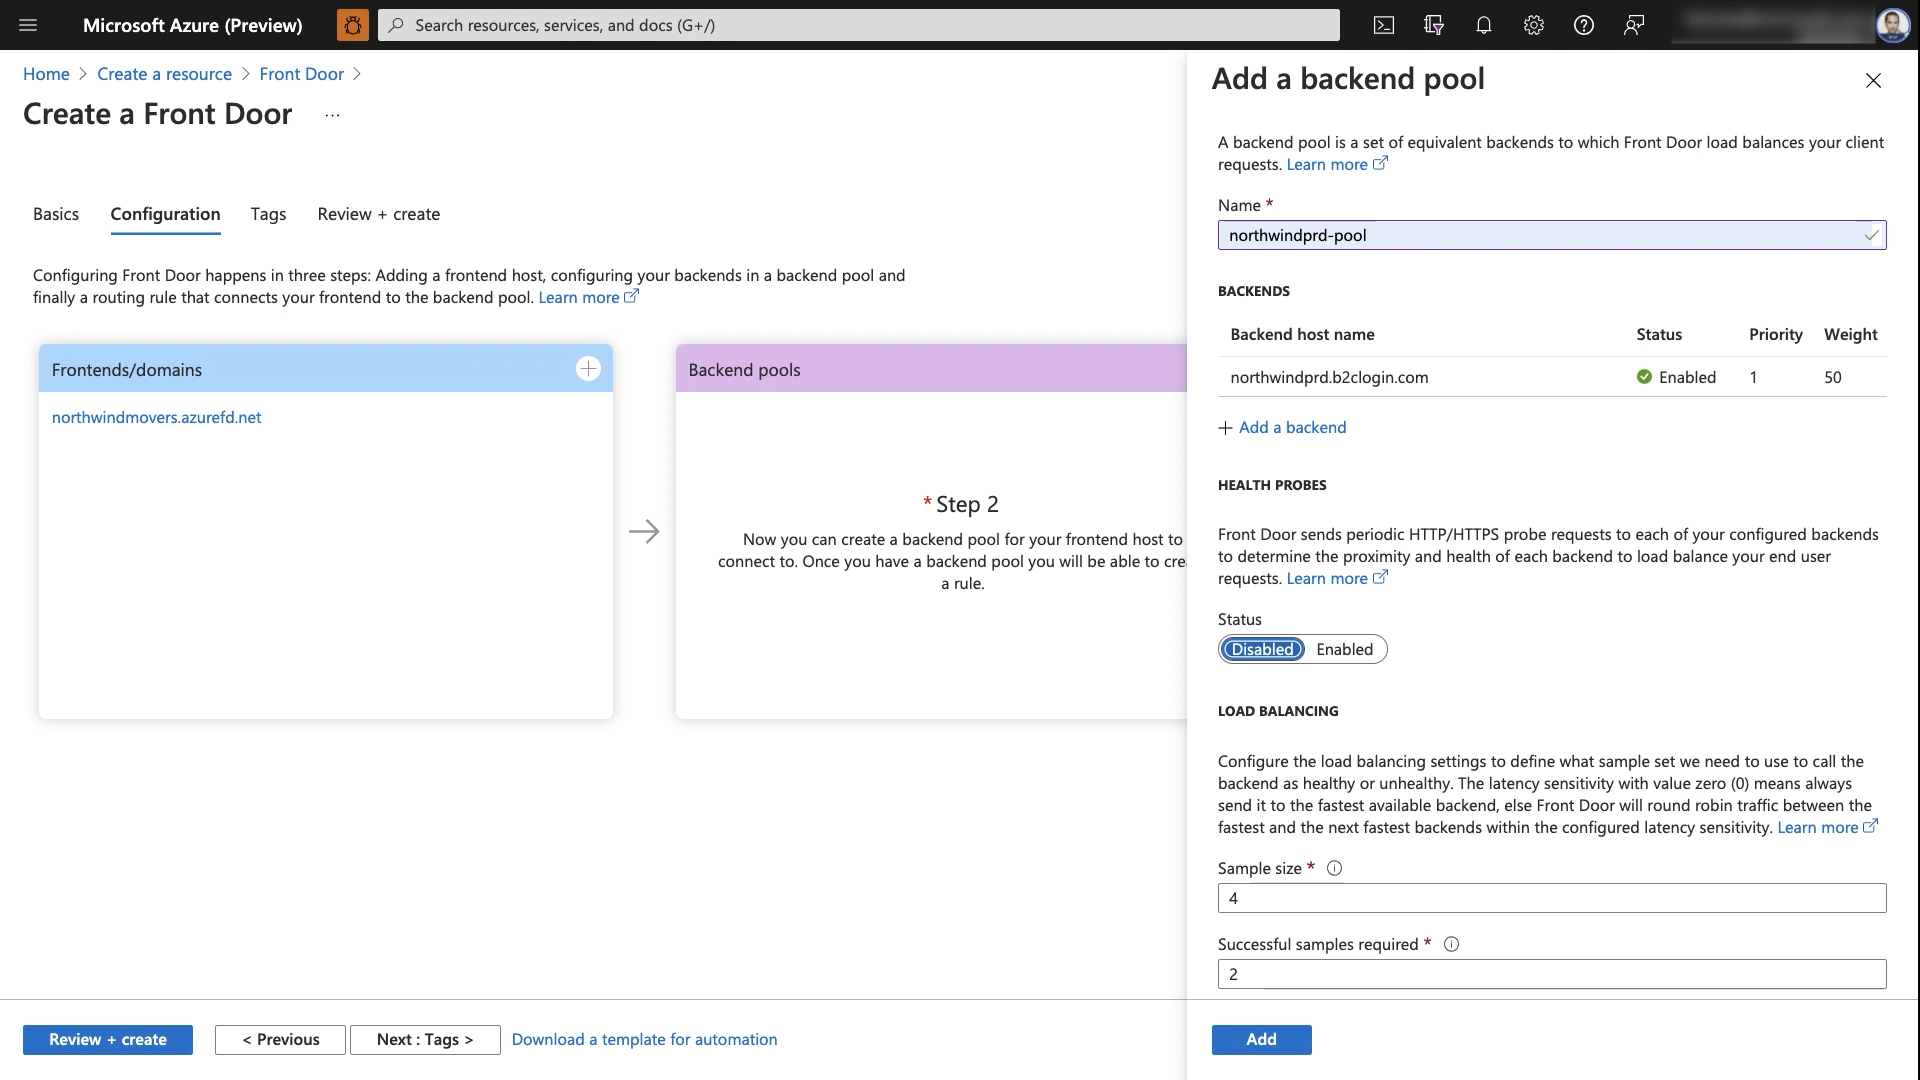 Microsoft Azure (Preview)
Search resources, services, and docs (G+/)
Home > Create a resource > Front Door >
Create a Front Door ...
Basics
Configuration
Tags
Review + create
Configuring Front Door happens in three steps: Adding a frontend host, configuring your backends in a backend pool and
finally a routing rule that connects your frontend to the backend pool. Learn more
Frontends/domains
northwindmovers.azurefd.net
Backend pools
* Step 2
Now you can create a backend pool for your frontend host to
connect to. Once you have a backend pool you will be able to cre
a rule.
Review + create
< Previous
Next : Tags >
Download a template for automation
Add a backend pool
A backend pool is a set of equivalent backends to which Front Door load balances your client
requests. Learn more
Name *
northwindprd-pool
BACKENDS
Backend host name Status Priority Weight
northwindprd.b2clogin.com Enabled 1 50
+ Add a backend
HEALTH PROBES
Front Door sends periodic HTTP/HTTPS probe requests to each of your configured backends
to determine the proximity and health of each backend to load balance your end user
requests. Learn more
Status
Disabled Enabled
LOAD BALANCING
Configure the load balancing settings to define what sample set we need to use to call the
backend as healthy or unhealthy. The latency sensitivity with value zero (0) means always
send it to the fastest available backend, else Front Door will round robin traffic between the
fastest and the next fastest backends within the configured latency sensitivity. Learn more
Sample size *
4
Successful samples required *
2
Add